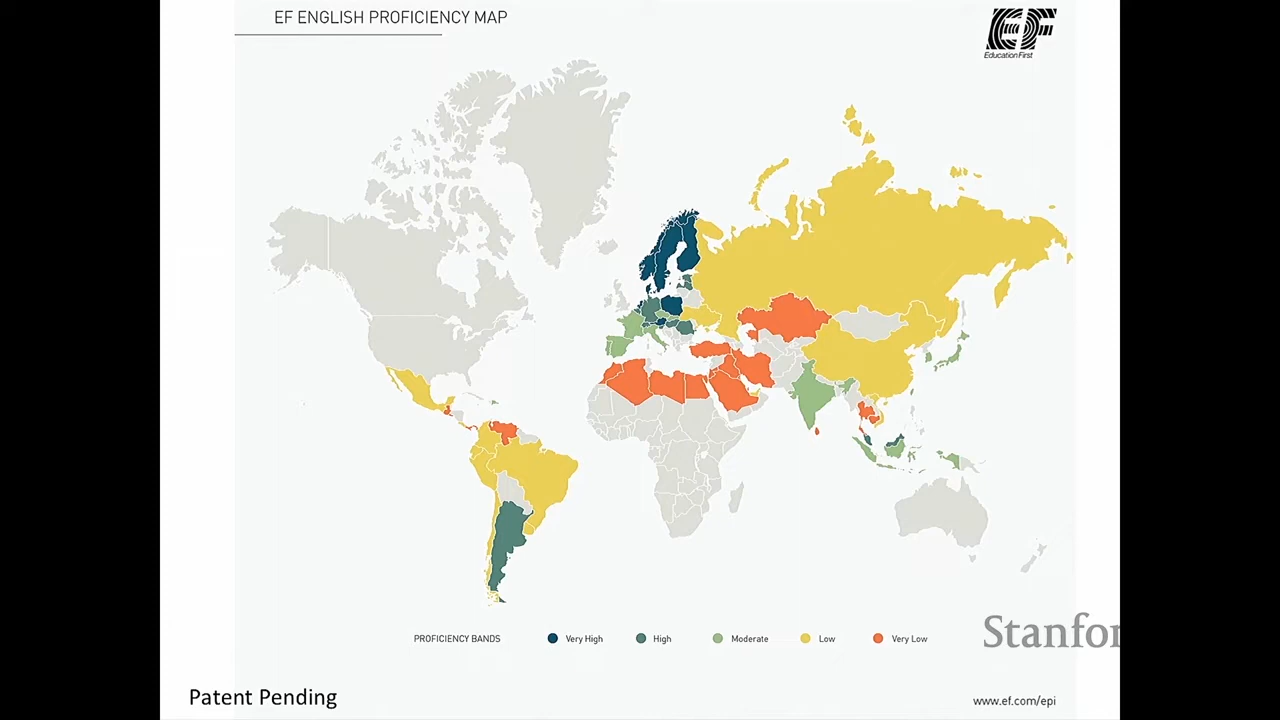 EF ENGLISH PROFICIENCY MAP
EF
Education First
PROFICIENCY BANDS
Very High
High
Moderate
Low
Very Low
Stanfor
Patent Pending
www.ef.com/epi